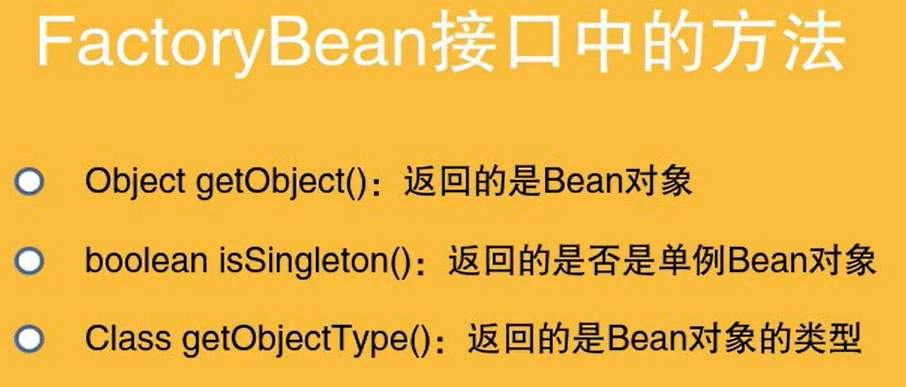 FactoryBean接口中的方法
Object getObject()：返回的是Bean对象
boolean isSingleton()：返回的是否是单例Bean对象
Class getObjectType()：返回的是Bean对象的类型